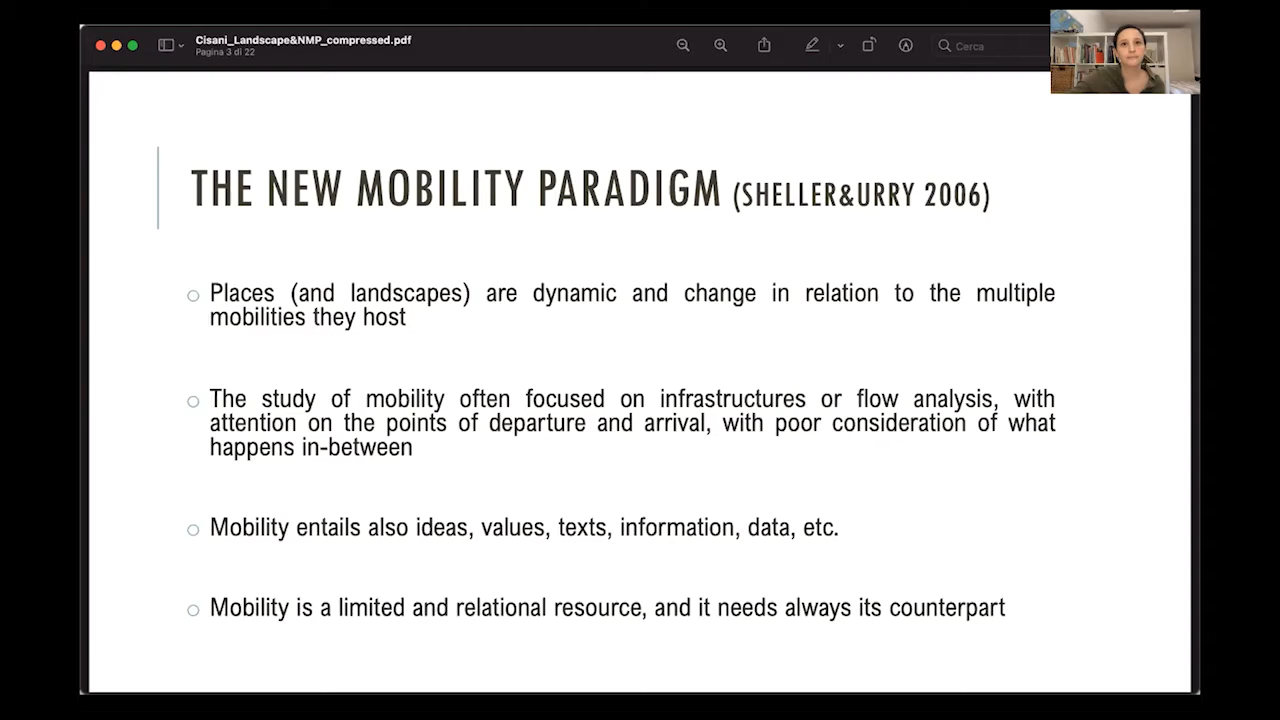 Cisani_Landscape&NMP_compressed.pdf
Pagina 3 di 22
Cerca
THE NEW MOBILITY PARADIGM (SHELLER&URRY 2006)
Places (and landscapes) are dynamic and change in relation to the multiple
mobilities they host
The study of mobility often focused on infrastructures or flow analysis, with
attention on the points of departure and arrival, with poor consideration of what
happens in-between
Mobility entails also ideas, values, texts, information, data, etc.
Mobility is a limited and relational resource, and it needs always its counterpart